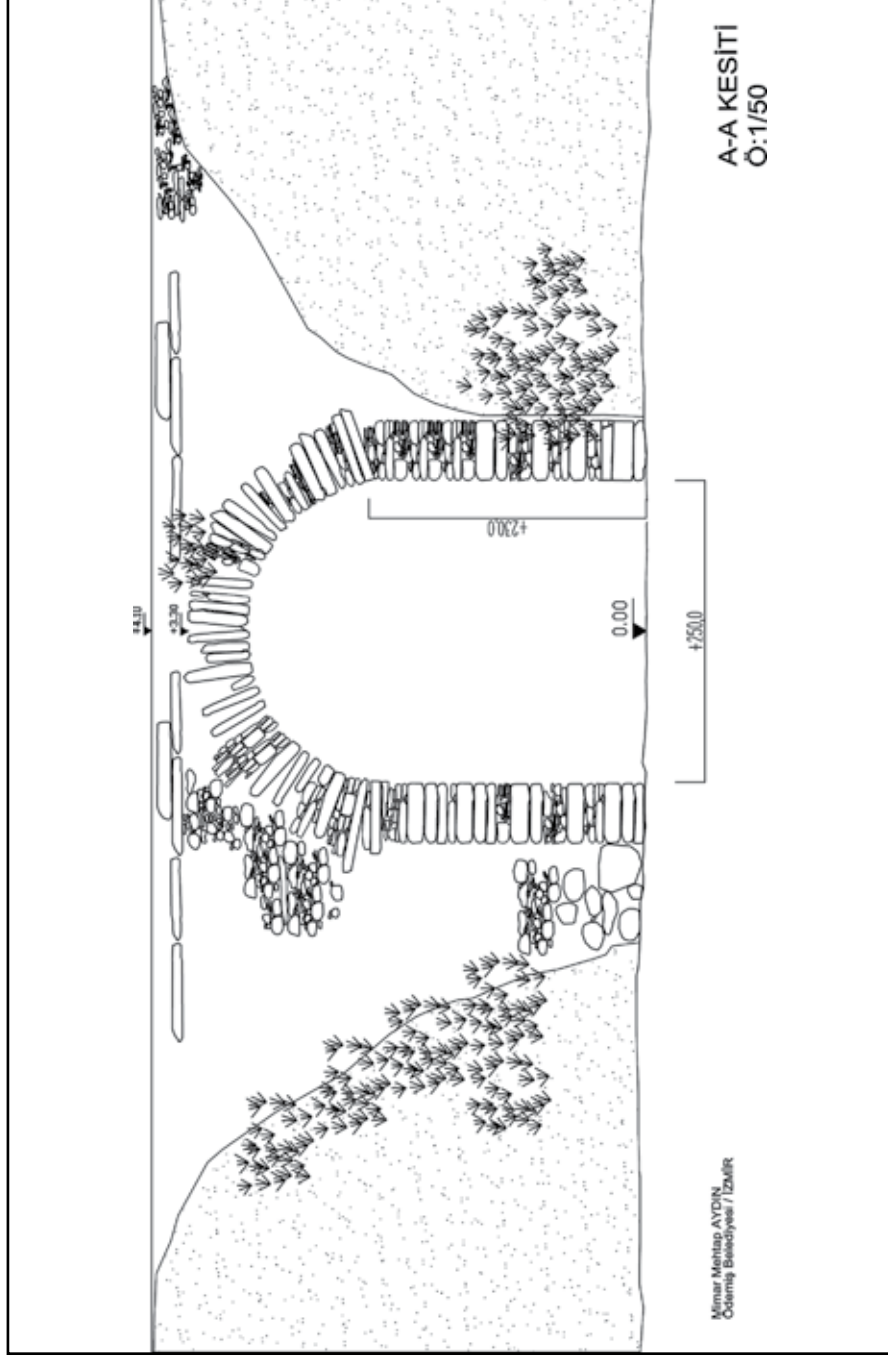 A-A KESİTİ
Ö:1/50
+4.10
+3.30
+230,0
0.00
+250,0
Mimar Mehtap AYDIN
Ödemiş Belediyesi / İZMİR